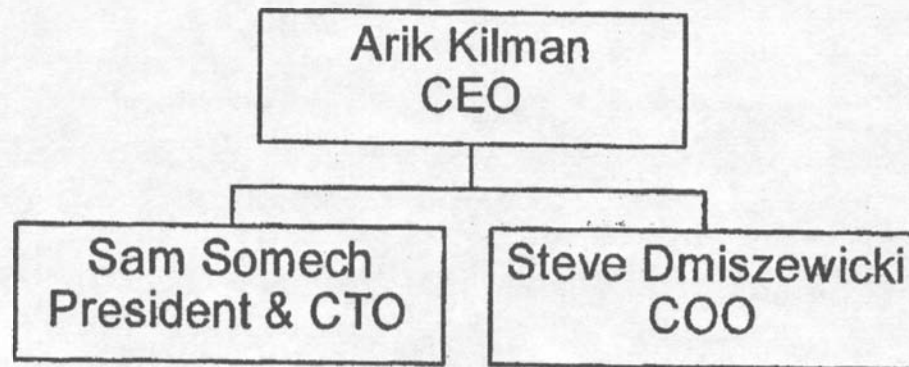 Arik Kilman
CEO
Sam Somech
President & CTO
Steve Dmiszewicki
COO